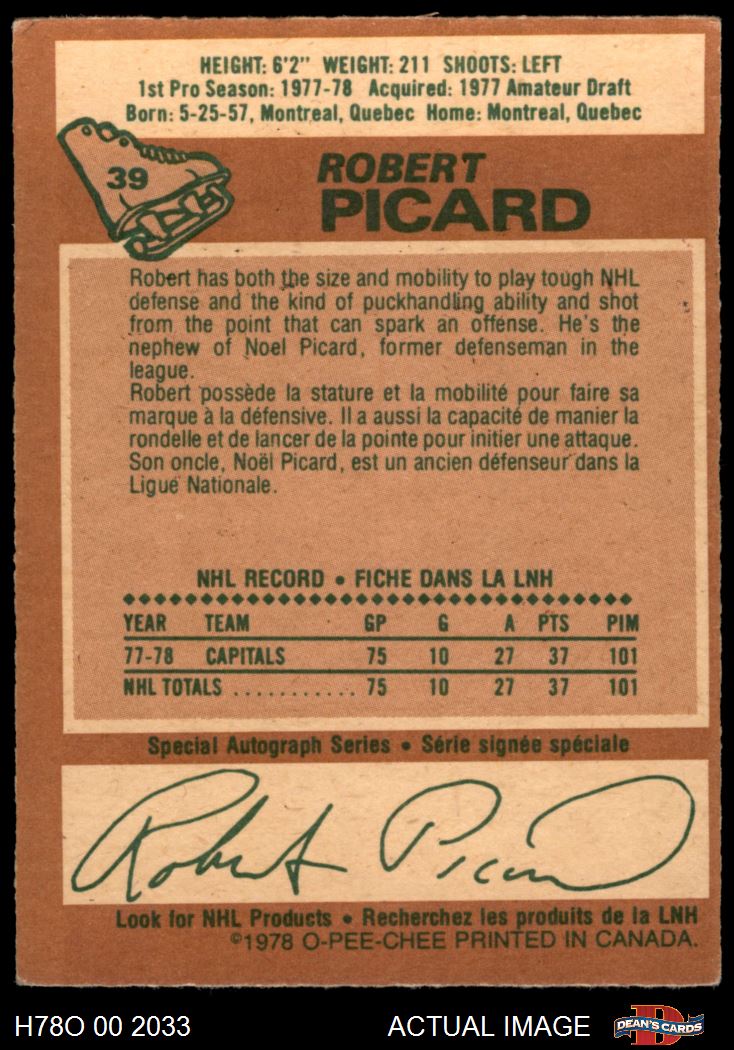 HEIGHT: 6'2" WEIGHT: 211 SHOOTS: LEFT
1st Pro Season: 1977-78 Acquired: 1977 Amateur Draft
Born: 5-25-57, Montreal, Quebec Home: Montreal, Quebec
39
ROBERT
PICARD
Robert has both the size and mobility to play tough NHL
defense and the kind of puckhandling ability and shot
from the point that can spark an offense. He's the
nephew of Noel Picard, former defenseman in the
league.
Robert possède la stature et la mobilité pour faire sa
marque à la défensive. Il a aussi la capacité de manier la
rondelle et de lancer de la pointe pour initier une attaque.
Son oncle, Noël Picard, est un ancien défenseur dans la
Ligue Nationale.
NHL RECORD • FICHE DANS LA LNH
YEAR TEAM GP G A PTS PIM
77-78 CAPITALS 75 10 27 37 101
NHL TOTALS ........... 75 10 27 37 101
Special Autograph Series • Série signée spéciale
Robert Picard
Look for NHL Products • Recherchez les produits de la LNH
©1978 O-PEE-CHEE PRINTED IN CANADA.
H78O 00 2033 ACTUAL IMAGE D DEAN'S CARDS